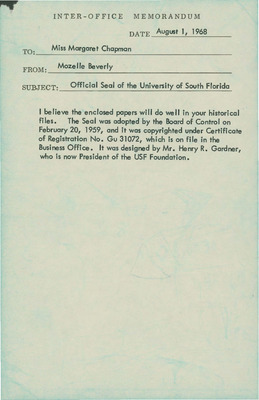 INTER-OFFICE MEMORANDUM
DATE August 1, 1968
TO: Miss Margaret Chapman
FROM: Mozelle Beverly
SUBJECT: Official Seal of the University of South Florida
I believe the enclosed papers will do well in your historical
files. The Seal was adopted by the Board of Control on
February 20, 1959, and it was copyrighted under Certificate
of Registration No. Gu 31072, which is on file in the
Business Office. It was designed by Mr. Henry R. Gardner,
who is now President of the USF Foundation.